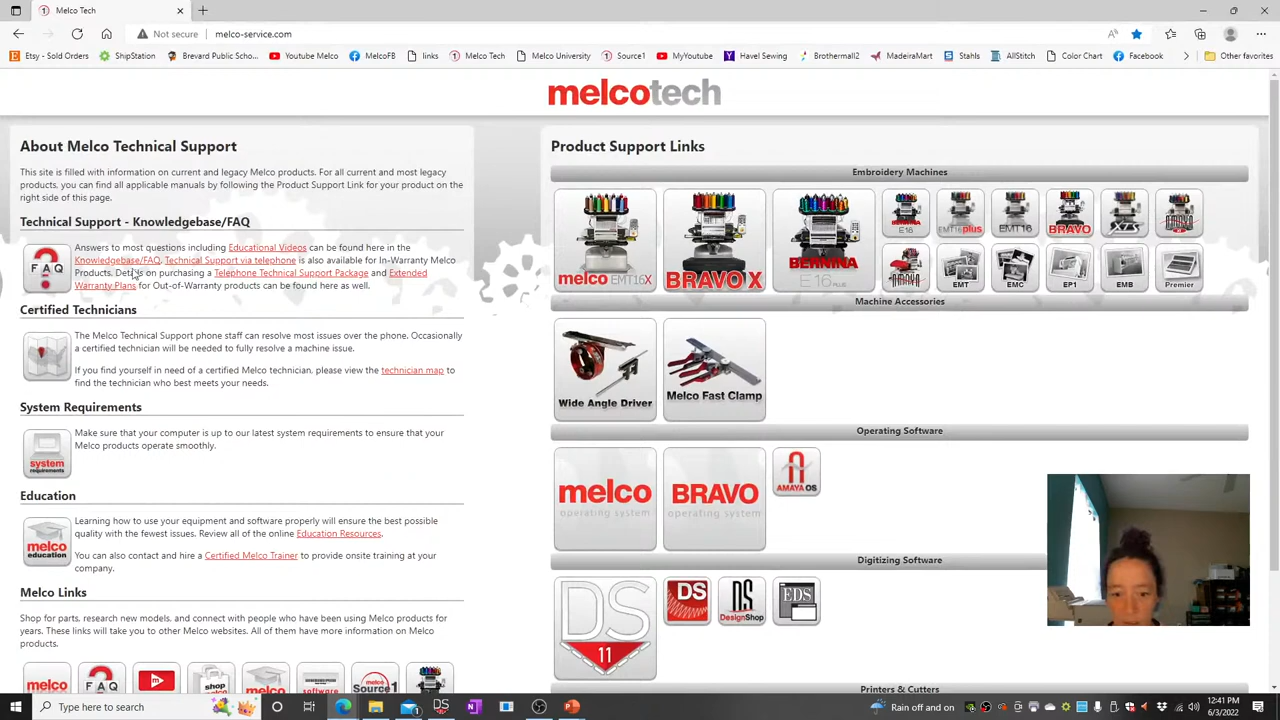 Melco Tech
Not secure
melco-service.com
Etsy - Sold Orders
ShipStation
Brevard Public Scho...
Youtube Melco
MelcoFB
links
Melco Tech
Melco University
Source1
MyYoutube
Havel Sewing
Brothermall2
MadeiraMart
Stahls
AllStitch
Color Chart
Facebook
Other favorites
melcotech
About Melco Technical Support
This site is filled with information on current and legacy Melco products. For all current and most legacy
products, you can find all applicable manuals by following the Product Support Link for your product on the
right side of this page.
Technical Support - Knowledgebase/FAQ
FAQ
Answers to most questions including Educational Videos can be found here in the
Knowledgebase/FAQ. Technical Support via telephone is also available for In-Warranty Melco
Products. Details on purchasing a Telephone Technical Support Package and Extended
for Out-of-Warranty products can be found here as well.
Certified Technicians
The Melco Technical Support phone staff can resolve most issues over the phone. Occasionally
a certified technician will be needed to fully resolve a machine issue.
If you find yourself in need of a certified Melco technician, please view the technician map to
find the technician who best meets your needs.
System Requirements
system
requirements
Make sure that your computer is up to our latest system requirements to ensure that your
Melco products operate smoothly.
Education
melco
education
Learning how to use your equipment and software properly will ensure the best possible
quality with the fewest issues. Review all of the online Education Resources.
You can also contact and hire a Certified Melco Trainer to provide onsite training at your
company.
Melco Links
Shop for parts, research new models, and connect with people who have been using Melco products for
years. These links will take you to other Melco websites. All of them have more information on Melco
products.
melco
FAQ
shop
melco
software
melco
Source1
Product Support Links
Embroidery Machines
melco EMT16X
BRAVO X
BERNINA
E 16 PLUS
E 16
EMT16plus
EMT 16
BRAVO
XTS
AMAYA
EMT
EMC
EP1
EMB
Premier
Machine Accessories
Wide Angle Driver
Melco Fast Clamp
Operating Software
melco
operating system
BRAVO
operating system
AMAYA OS
Digitizing Software
DS
11
DS
DS
DesignShop
EDS
Printers & Cutters
Type here to search
DS
Rain off and on
12:41 PM
6/3/2022